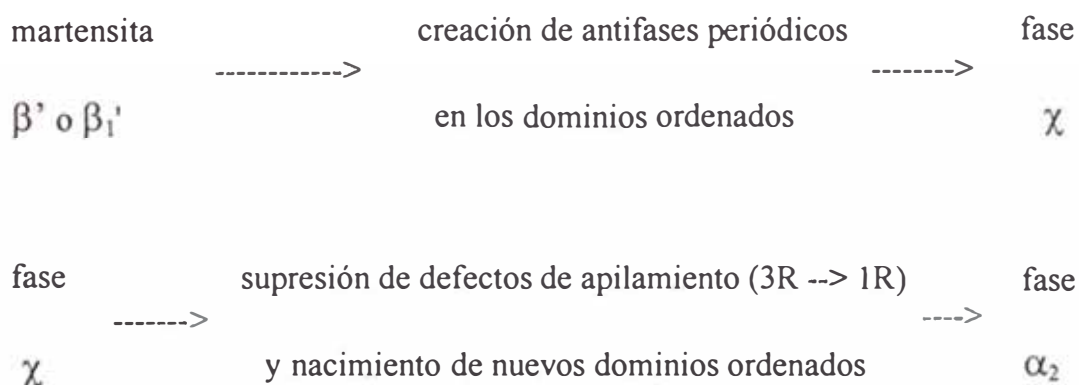 martensita creación de antifases periódicos fase
------------> -------->
β' o β₁' en los dominios ordenados χ
fase supresión de defectos de apilamiento (3R --> 1R) fase
-------> ---->
χ y nacimiento de nuevos dominios ordenados α₂